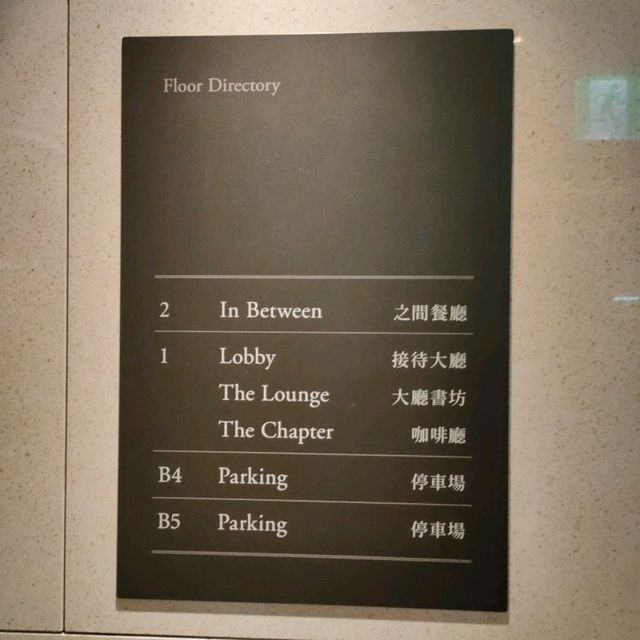 Floor Directory
2 In Between 之間餐廳
1 Lobby 接待大廳
The Lounge 大廳書坊
The Chapter 咖啡廳
B4 Parking 停車場
B5 Parking 停車場